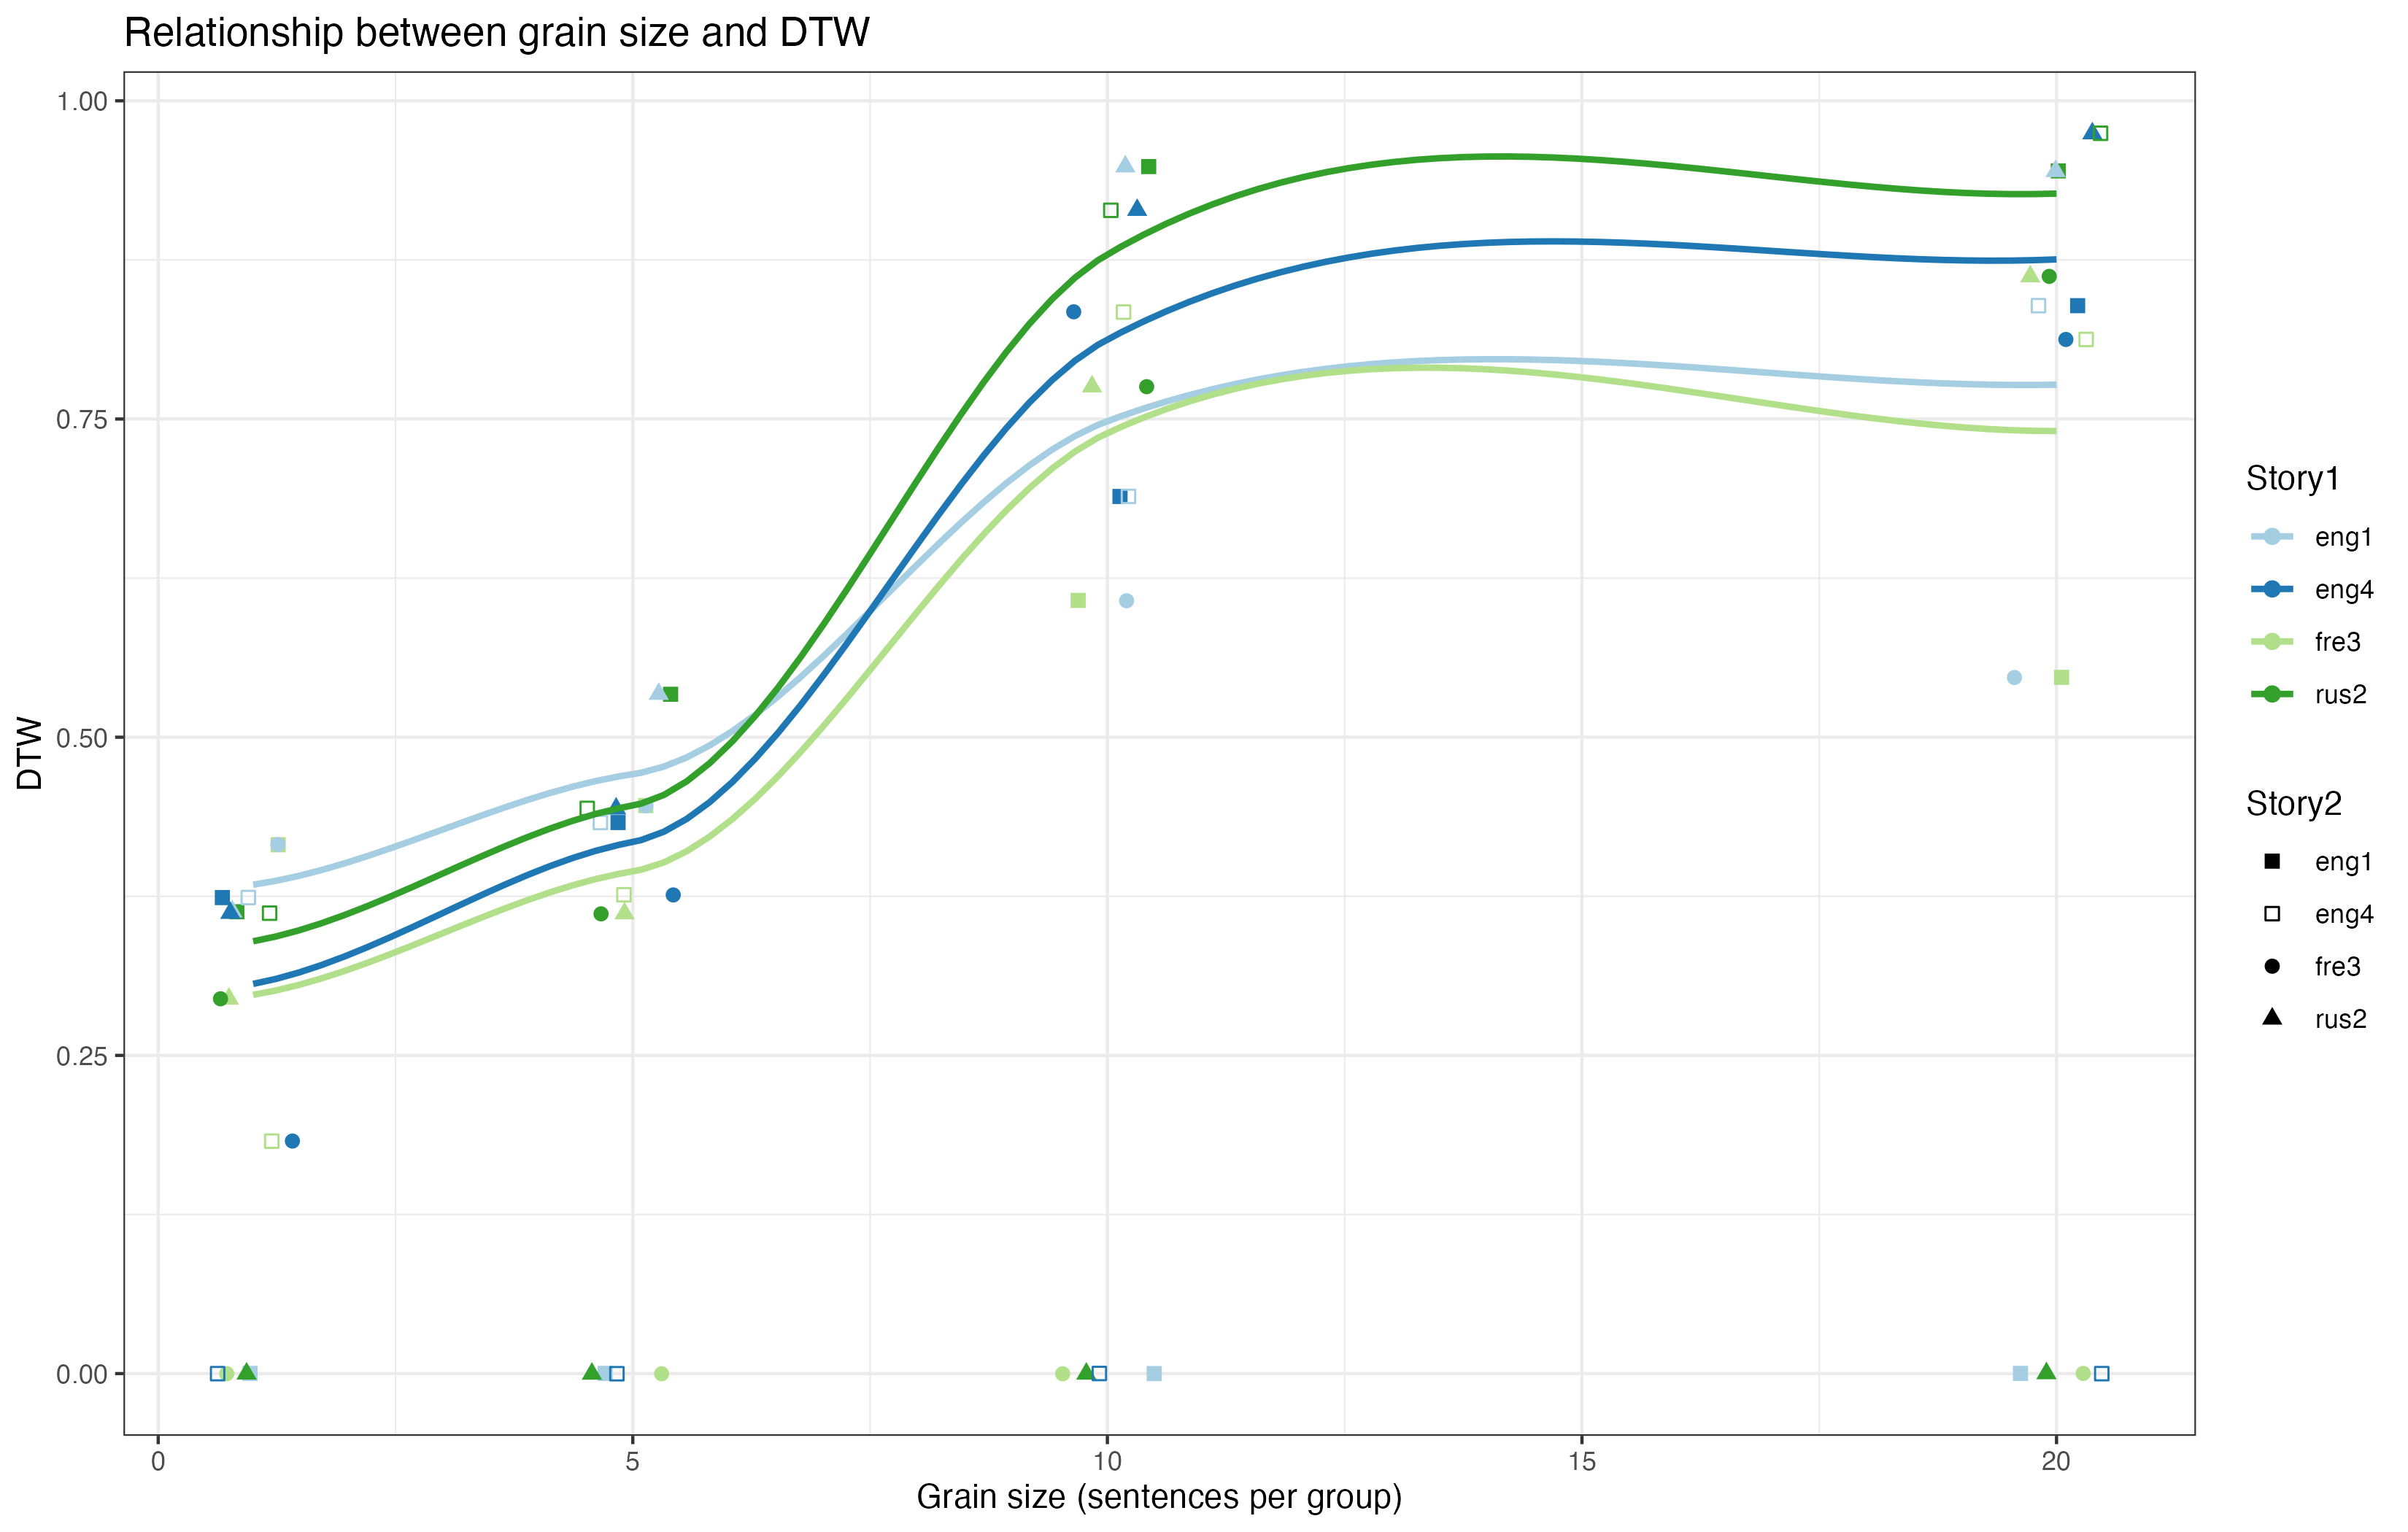 Relationship between grain size and DTW
1.00
0.75
0.50
0.25
0.00
DTW
0 5 10 15 20
Grain size (sentences per group)
Story1
eng1
eng4
fre3
rus2
Story2
eng1
eng4
fre3
rus2